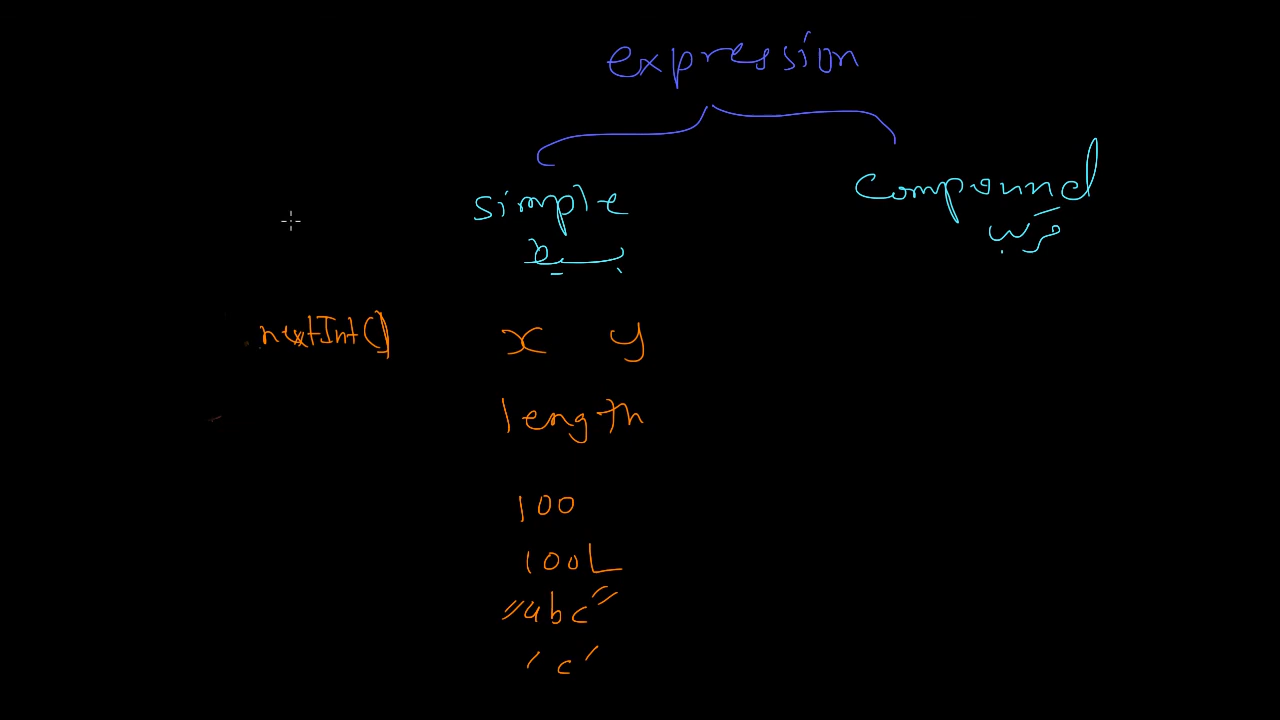 expression
simple
compound
بسيط
مركب
nextInt()
x y
length
100
100L
"abc"
'c'